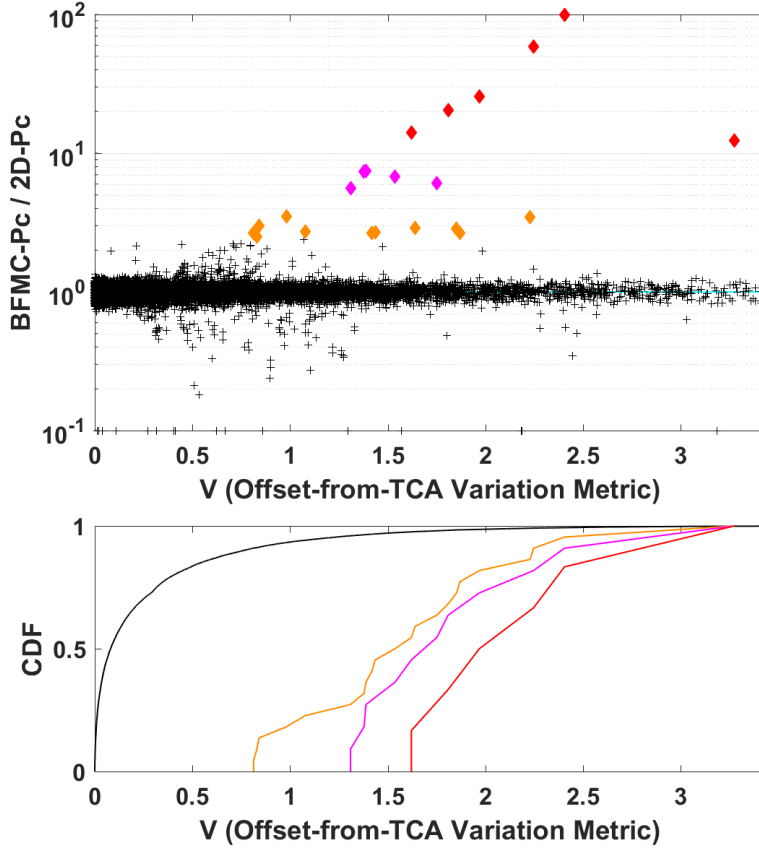 10²
10¹
10⁰
10⁻¹
BFMC-Pc / 2D-Pc
0 0.5 1 1.5 2 2.5 3
V (Offset-from-TCA Variation Metric)
1
0.5
0
CDF
0 0.5 1 1.5 2 2.5 3
V (Offset-from-TCA Variation Metric)